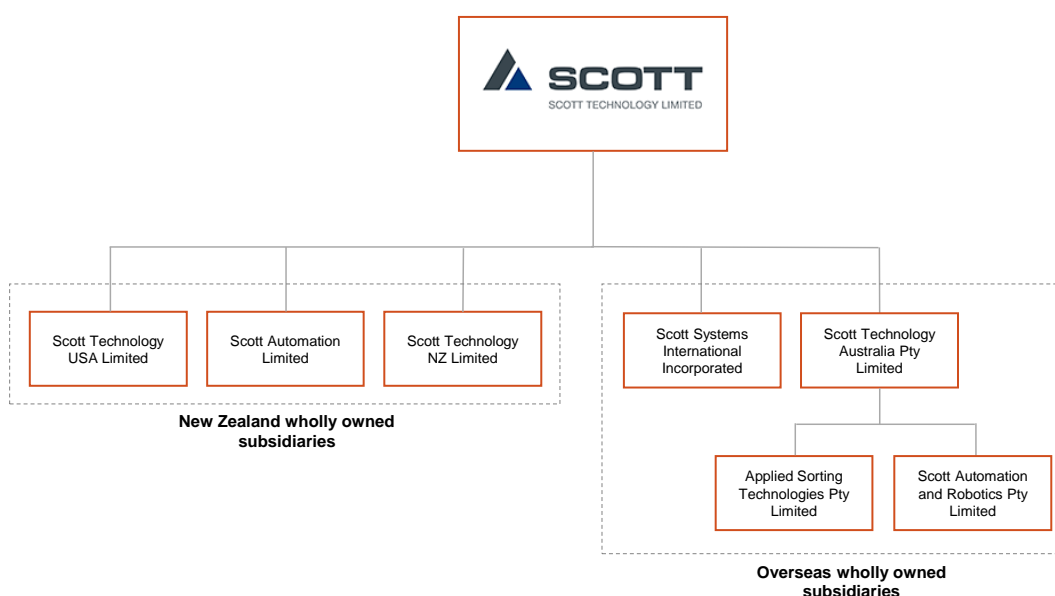 SCOTT
SCOTT TECHNOLOGY LIMITED
Scott Technology
USA Limited
Scott Automation
Limited
Scott Technology
NZ Limited
New Zealand wholly owned
subsidiaries
Scott Systems
International
Incorporated
Scott Technology
Australia Pty
Limited
Applied Sorting
Technologies Pty
Limited
Scott Automation
and Robotics Pty
Limited
Overseas wholly owned
subsidiaries